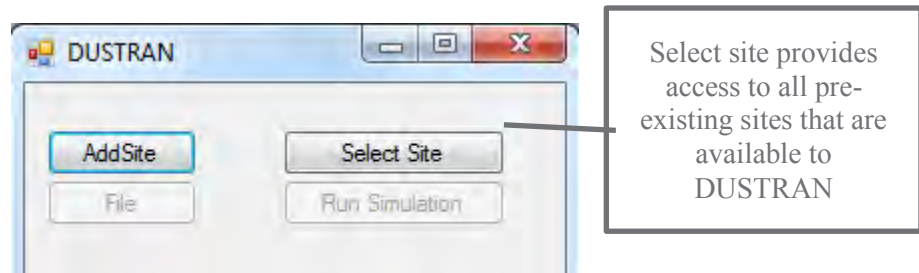 DUSTRAN
AddSite
Select Site
File
Run Simulation
Select site provides
access to all pre-
existing sites that are
available to
DUSTRAN